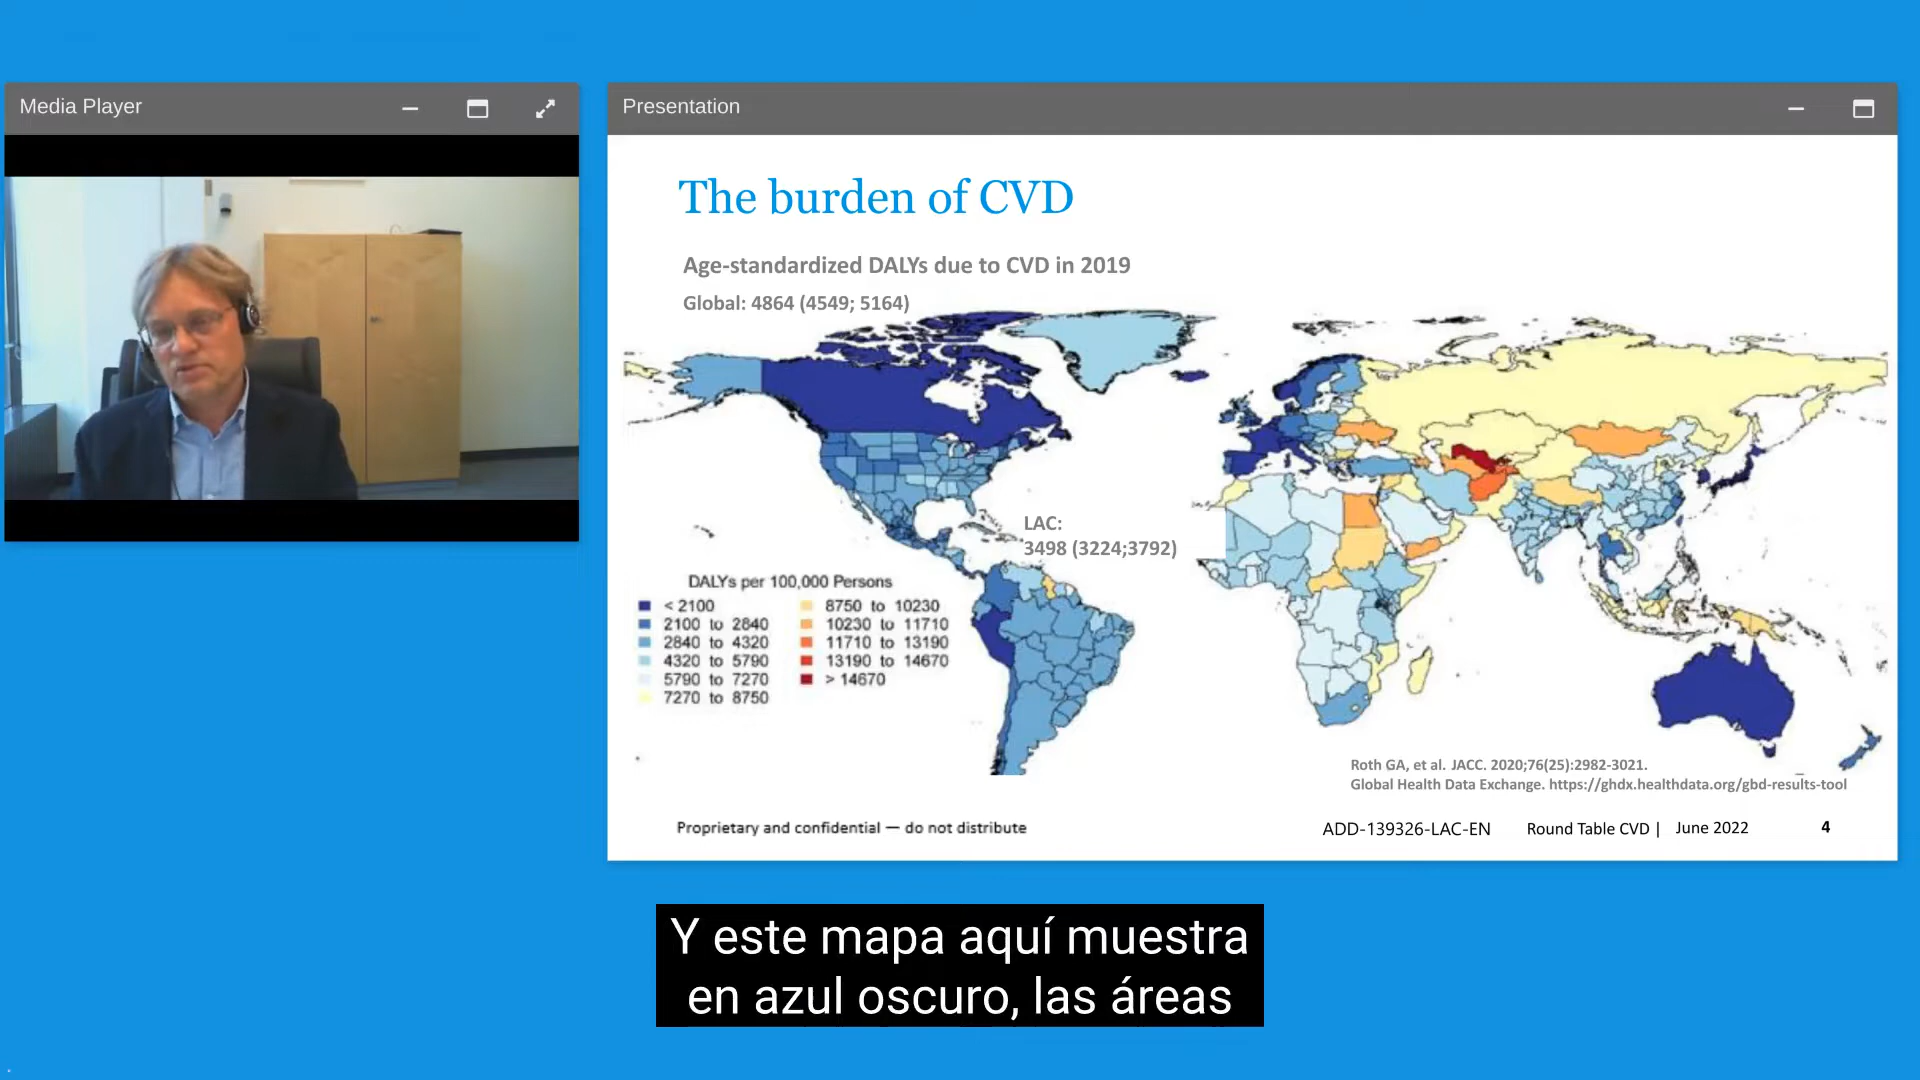 Media Player
Presentation
The burden of CVD
Age-standardized DALYs due to CVD in 2019
Global: 4864 (4549; 5164)
LAC:
3498 (3224;3792)
DALYs per 100,000 Persons
< 2100
2100 to 2840
2840 to 4320
4320 to 5790
5790 to 7270
7270 to 8750
8750 to 10230
10230 to 11710
11710 to 13190
13190 to 14670
> 14670
Roth GA, et al. JACC. 2020;76(25):2982-3021.
Global Health Data Exchange. https://ghdx.healthdata.org/gbd-results-tool
Proprietary and confidential — do not distribute
ADD-139326-LAC-EN Round Table CVD | June 2022 4
Y este mapa aquí muestra
en azul oscuro, las áreas